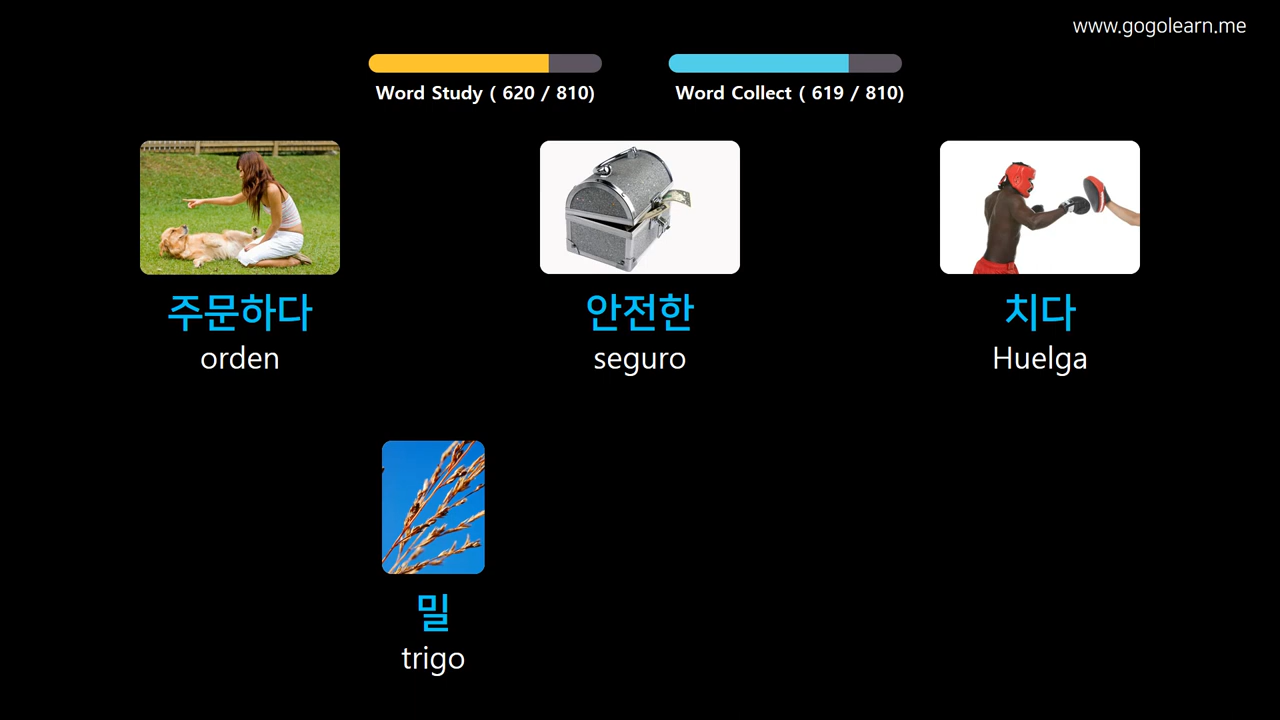 www.gogolearn.me
Word Study ( 620 / 810)
Word Collect ( 619 / 810)
주문하다
orden
안전한
seguro
치다
Huelga
밀
trigo